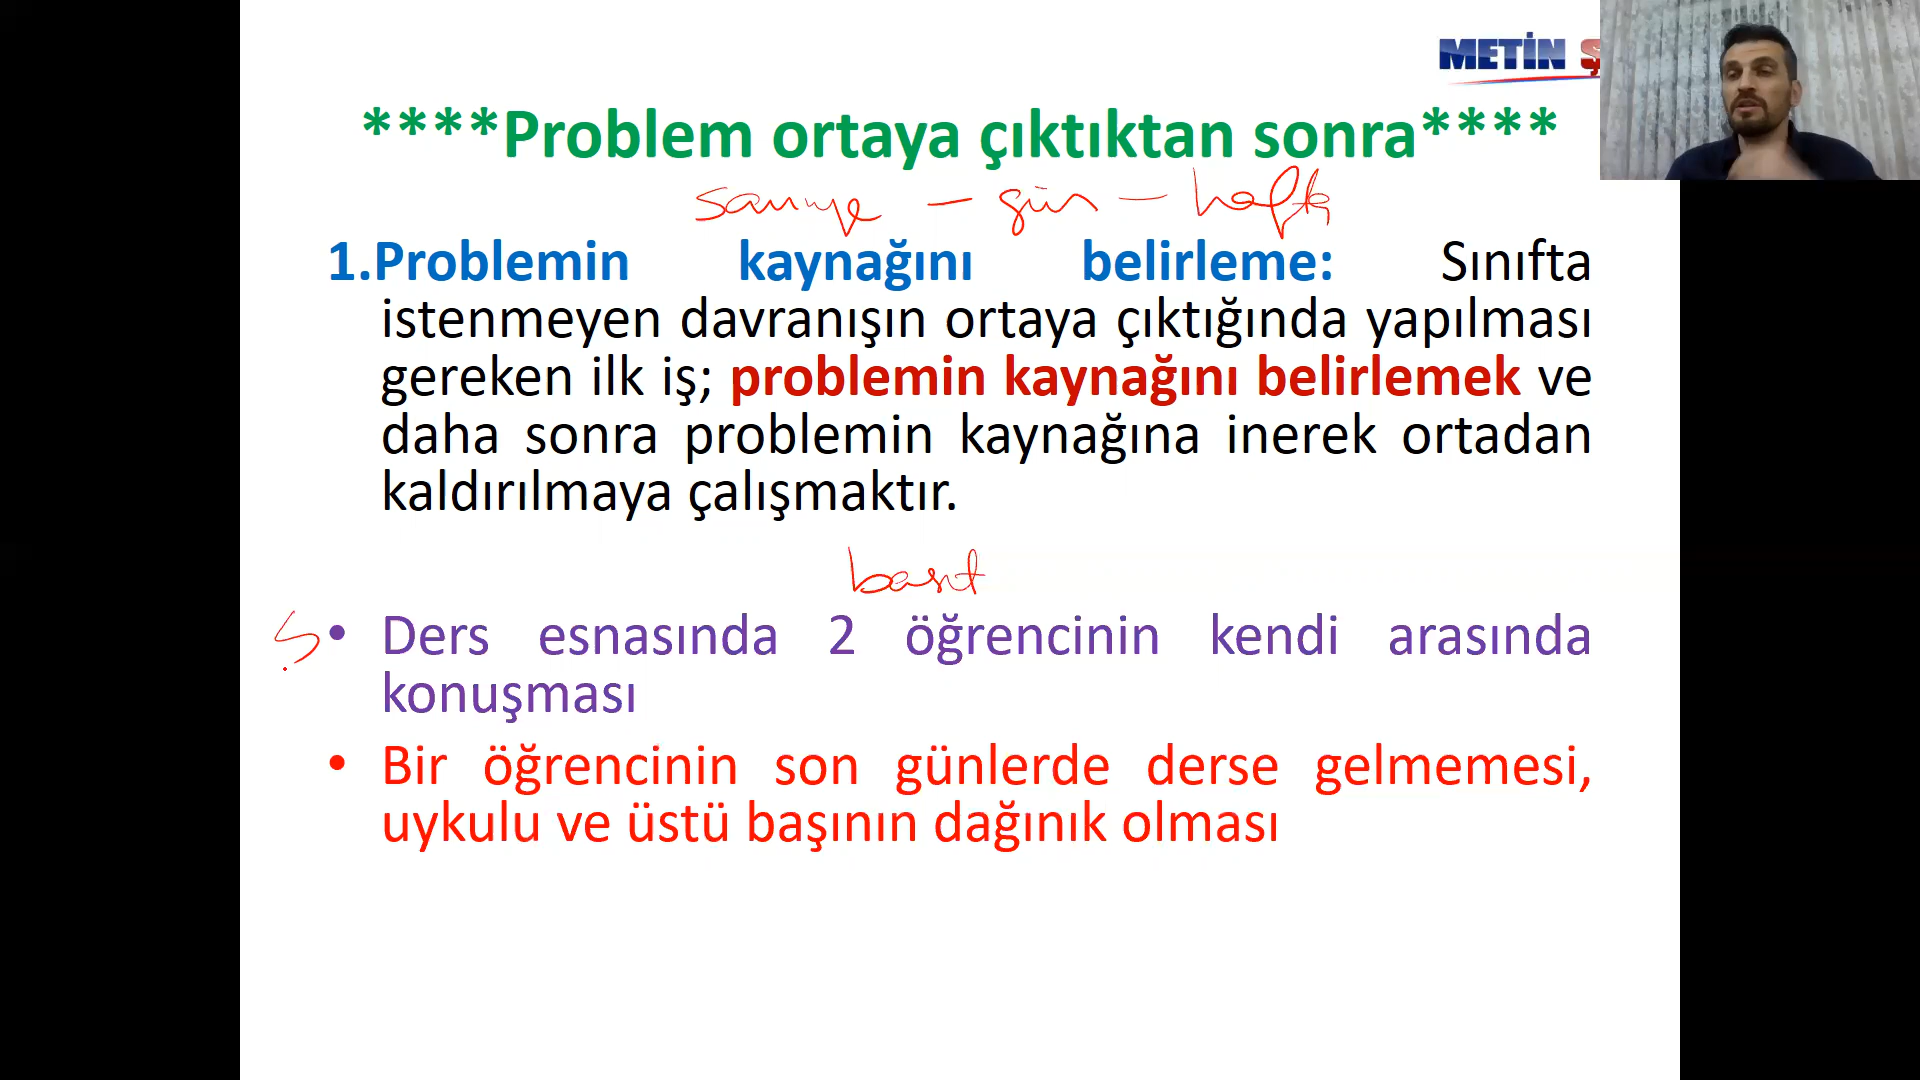 METİN Ş
****Problem ortaya çıktıktan sonra****
saniye - gün - hafta
1.Problemin kaynağını belirleme: Sınıfta
istenmeyen davranışın ortaya çıktığında yapılması
gereken ilk iş; problemin kaynağını belirlemek ve
daha sonra problemin kaynağına inerek ortadan
kaldırılmaya çalışmaktır.
basit
• Ders esnasında 2 öğrencinin kendi arasında
konuşması
• Bir öğrencinin son günlerde derse gelmemesi,
uykulu ve üstü başının dağınık olması